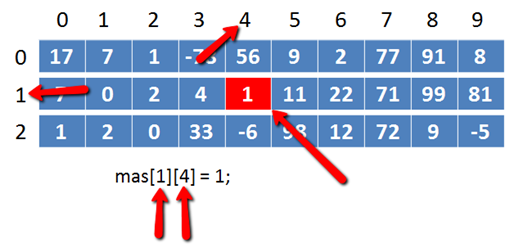 0 1 2 3 4 5 6 7 8 9
0 17 7 1 56 9 2 77 91 8
1 7 0 2 4 1 11 22 71 99 81
2 1 2 0 33 -6 12 72 9 -5
mas[1][4] = 1;